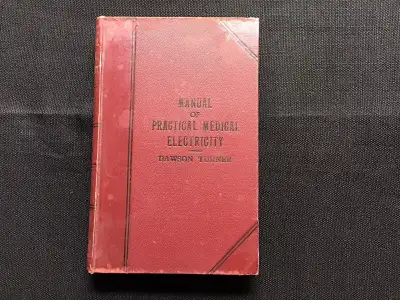 MANUAL
OF
PRACTICAL MEDICAL
ELECTRICITY
DAWSON TURNER